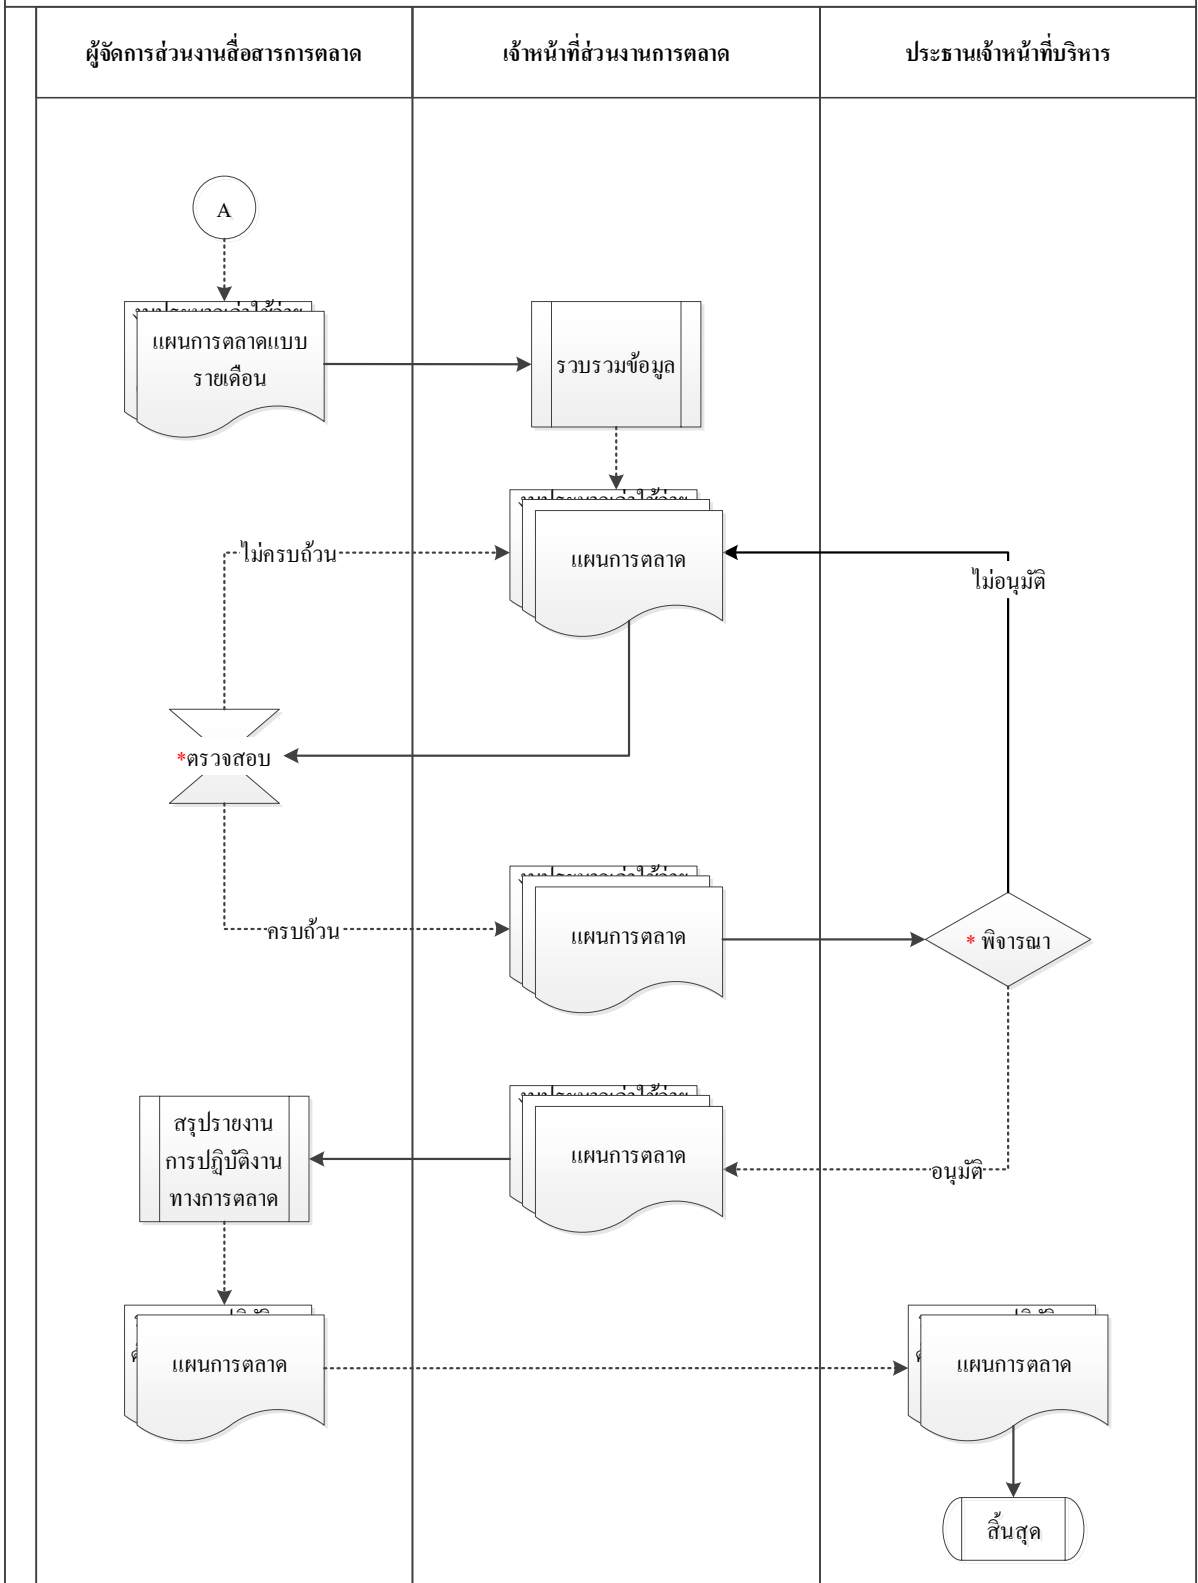 ผู้จัดการส่วนงานสื่อสารการตลาด
เจ้าหน้าที่ส่วนงานการตลาด
ประธานเจ้าหน้าที่บริหาร
A
แผนการตลาดแบบ
รายเดือน
รวบรวมข้อมูล
ไม่ครบถ้วน
แผนการตลาด
ไม่อนุมัติ
*ตรวจสอบ
ครบถ้วน
แผนการตลาด
* พิจารณา
สรุปรายงาน
การปฏิบัติงาน
ทางการตลาด
แผนการตลาด
อนุมัติ
แผนการตลาด
แผนการตลาด
สิ้นสุด